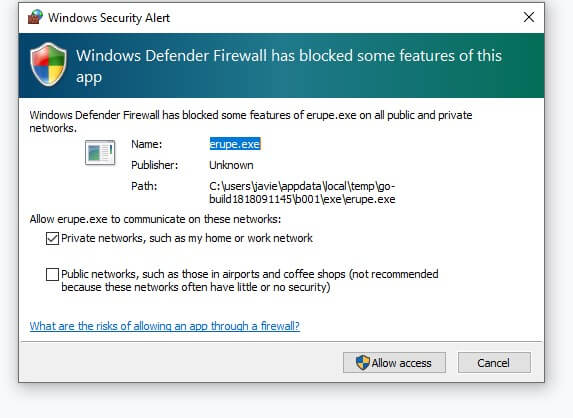 Windows Security Alert
Windows Defender Firewall has blocked some features of this
app
Windows Defender Firewall has blocked some features of erupe.exe on all public and private
networks.
Name: erupe.exe
Publisher: Unknown
Path: C:\users\javie\appdata\local\temp\go-
build1818091145\b001\exe\erupe.exe
Allow erupe.exe to communicate on these networks:
Private networks, such as my home or work network
Public networks, such as those in airports and coffee shops (not recommended
because these networks often have little or no security)
What are the risks of allowing an app through a firewall?
Allow access Cancel